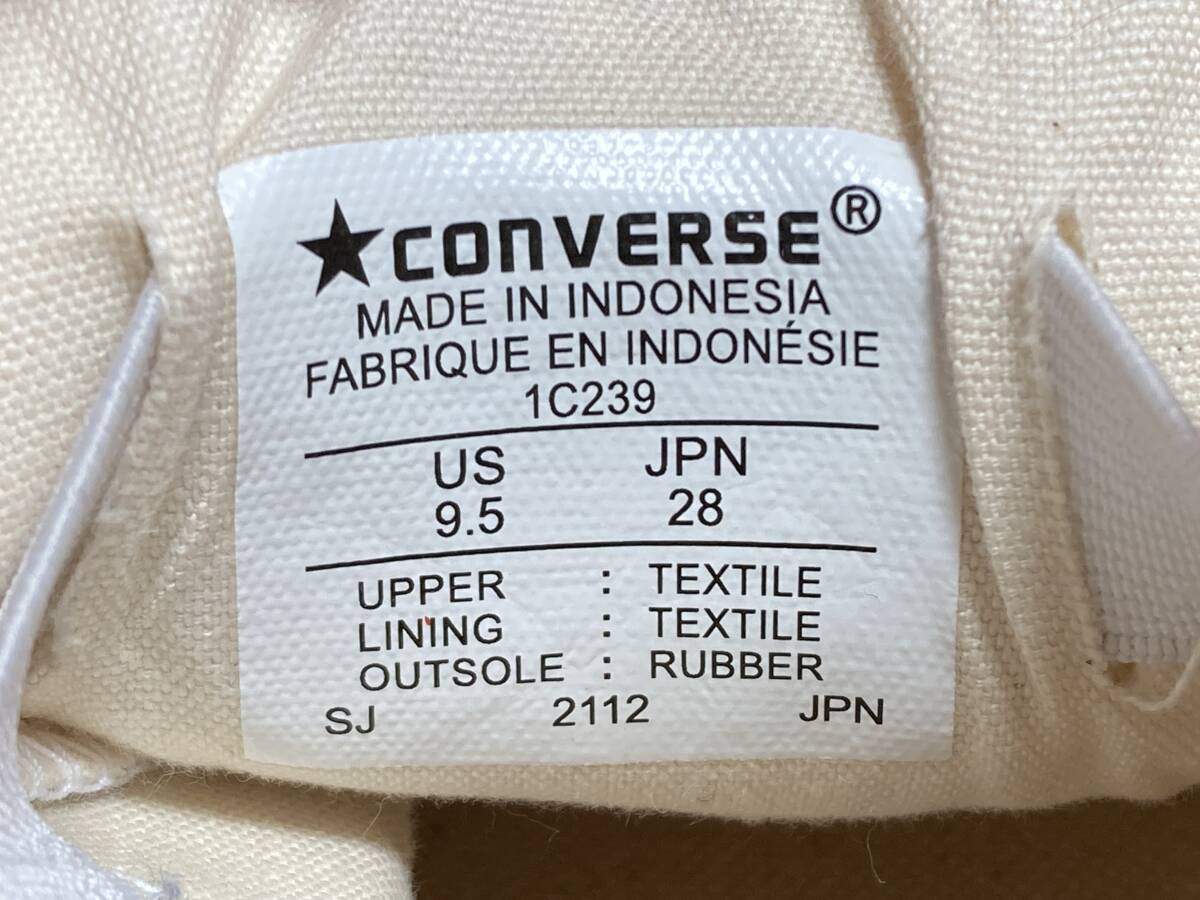 ★CONVERSE®
MADE IN INDONESIA
FABRIQUE EN INDONÉSIE
1C239
US JPN
9.5 28
UPPER : TEXTILE
LINING : TEXTILE
OUTSOLE : RUBBER
SJ 2112 JPN